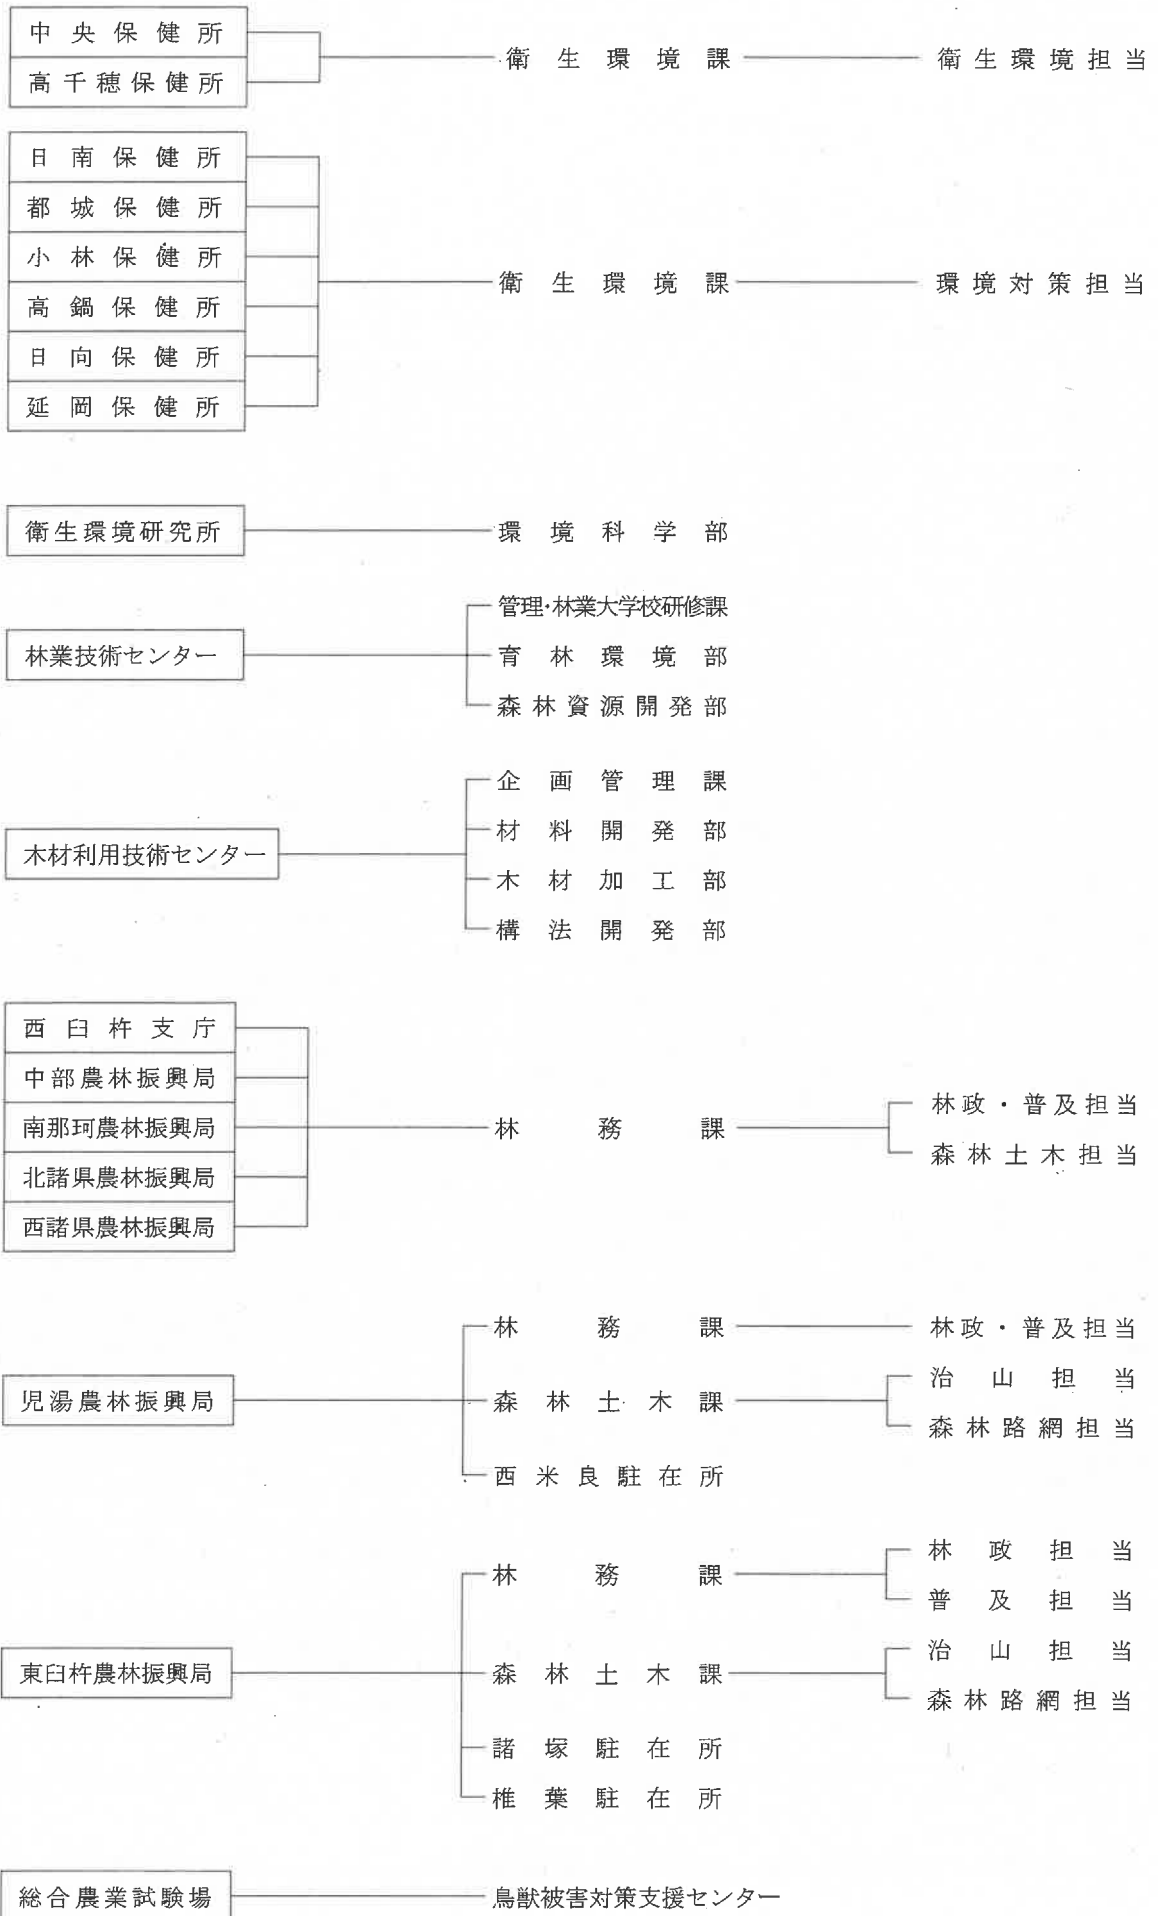 中央保健所
高千穂保健所
衛生環境課
衛生環境担当
日南保健所
都城保健所
小林保健所
高鍋保健所
日向保健所
延岡保健所
衛生環境課
環境対策担当
衛生環境研究所
環境科学部
林業技術センター
管理・林業大学校研修課
育林環境部
森林資源開発部
木材利用技術センター
企画管理課
材料開発部
木材加工部
構法開発部
西臼杵支庁
中部農林振興局
南那珂農林振興局
北諸県農林振興局
西諸県農林振興局
林務課
林政・普及担当
森林土木担当
児湯農林振興局
林務課
林政・普及担当
森林土木課
治山担当
森林路網担当
西米良駐在所
東臼杵農林振興局
林務課
林政担当
普及担当
森林土木課
治山担当
森林路網担当
諸塚駐在所
椎葉駐在所
総合農業試験場
鳥獣被害対策支援センター